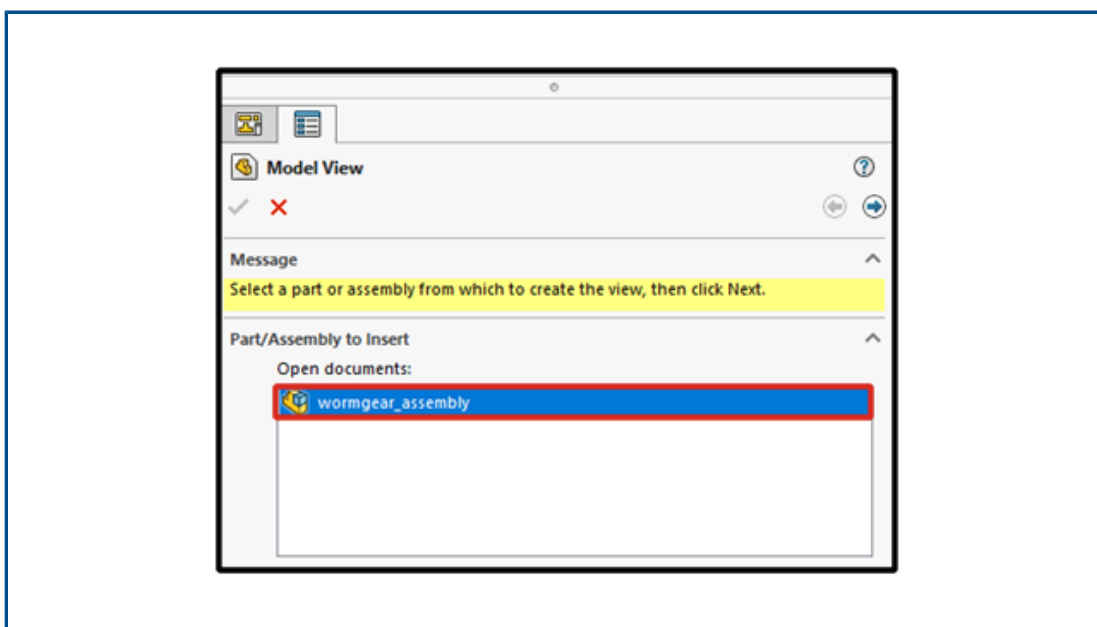 Model View
Message
Select a part or assembly from which to create the view, then click Next.
Part/Assembly to Insert
Open documents:
wormgear_assembly